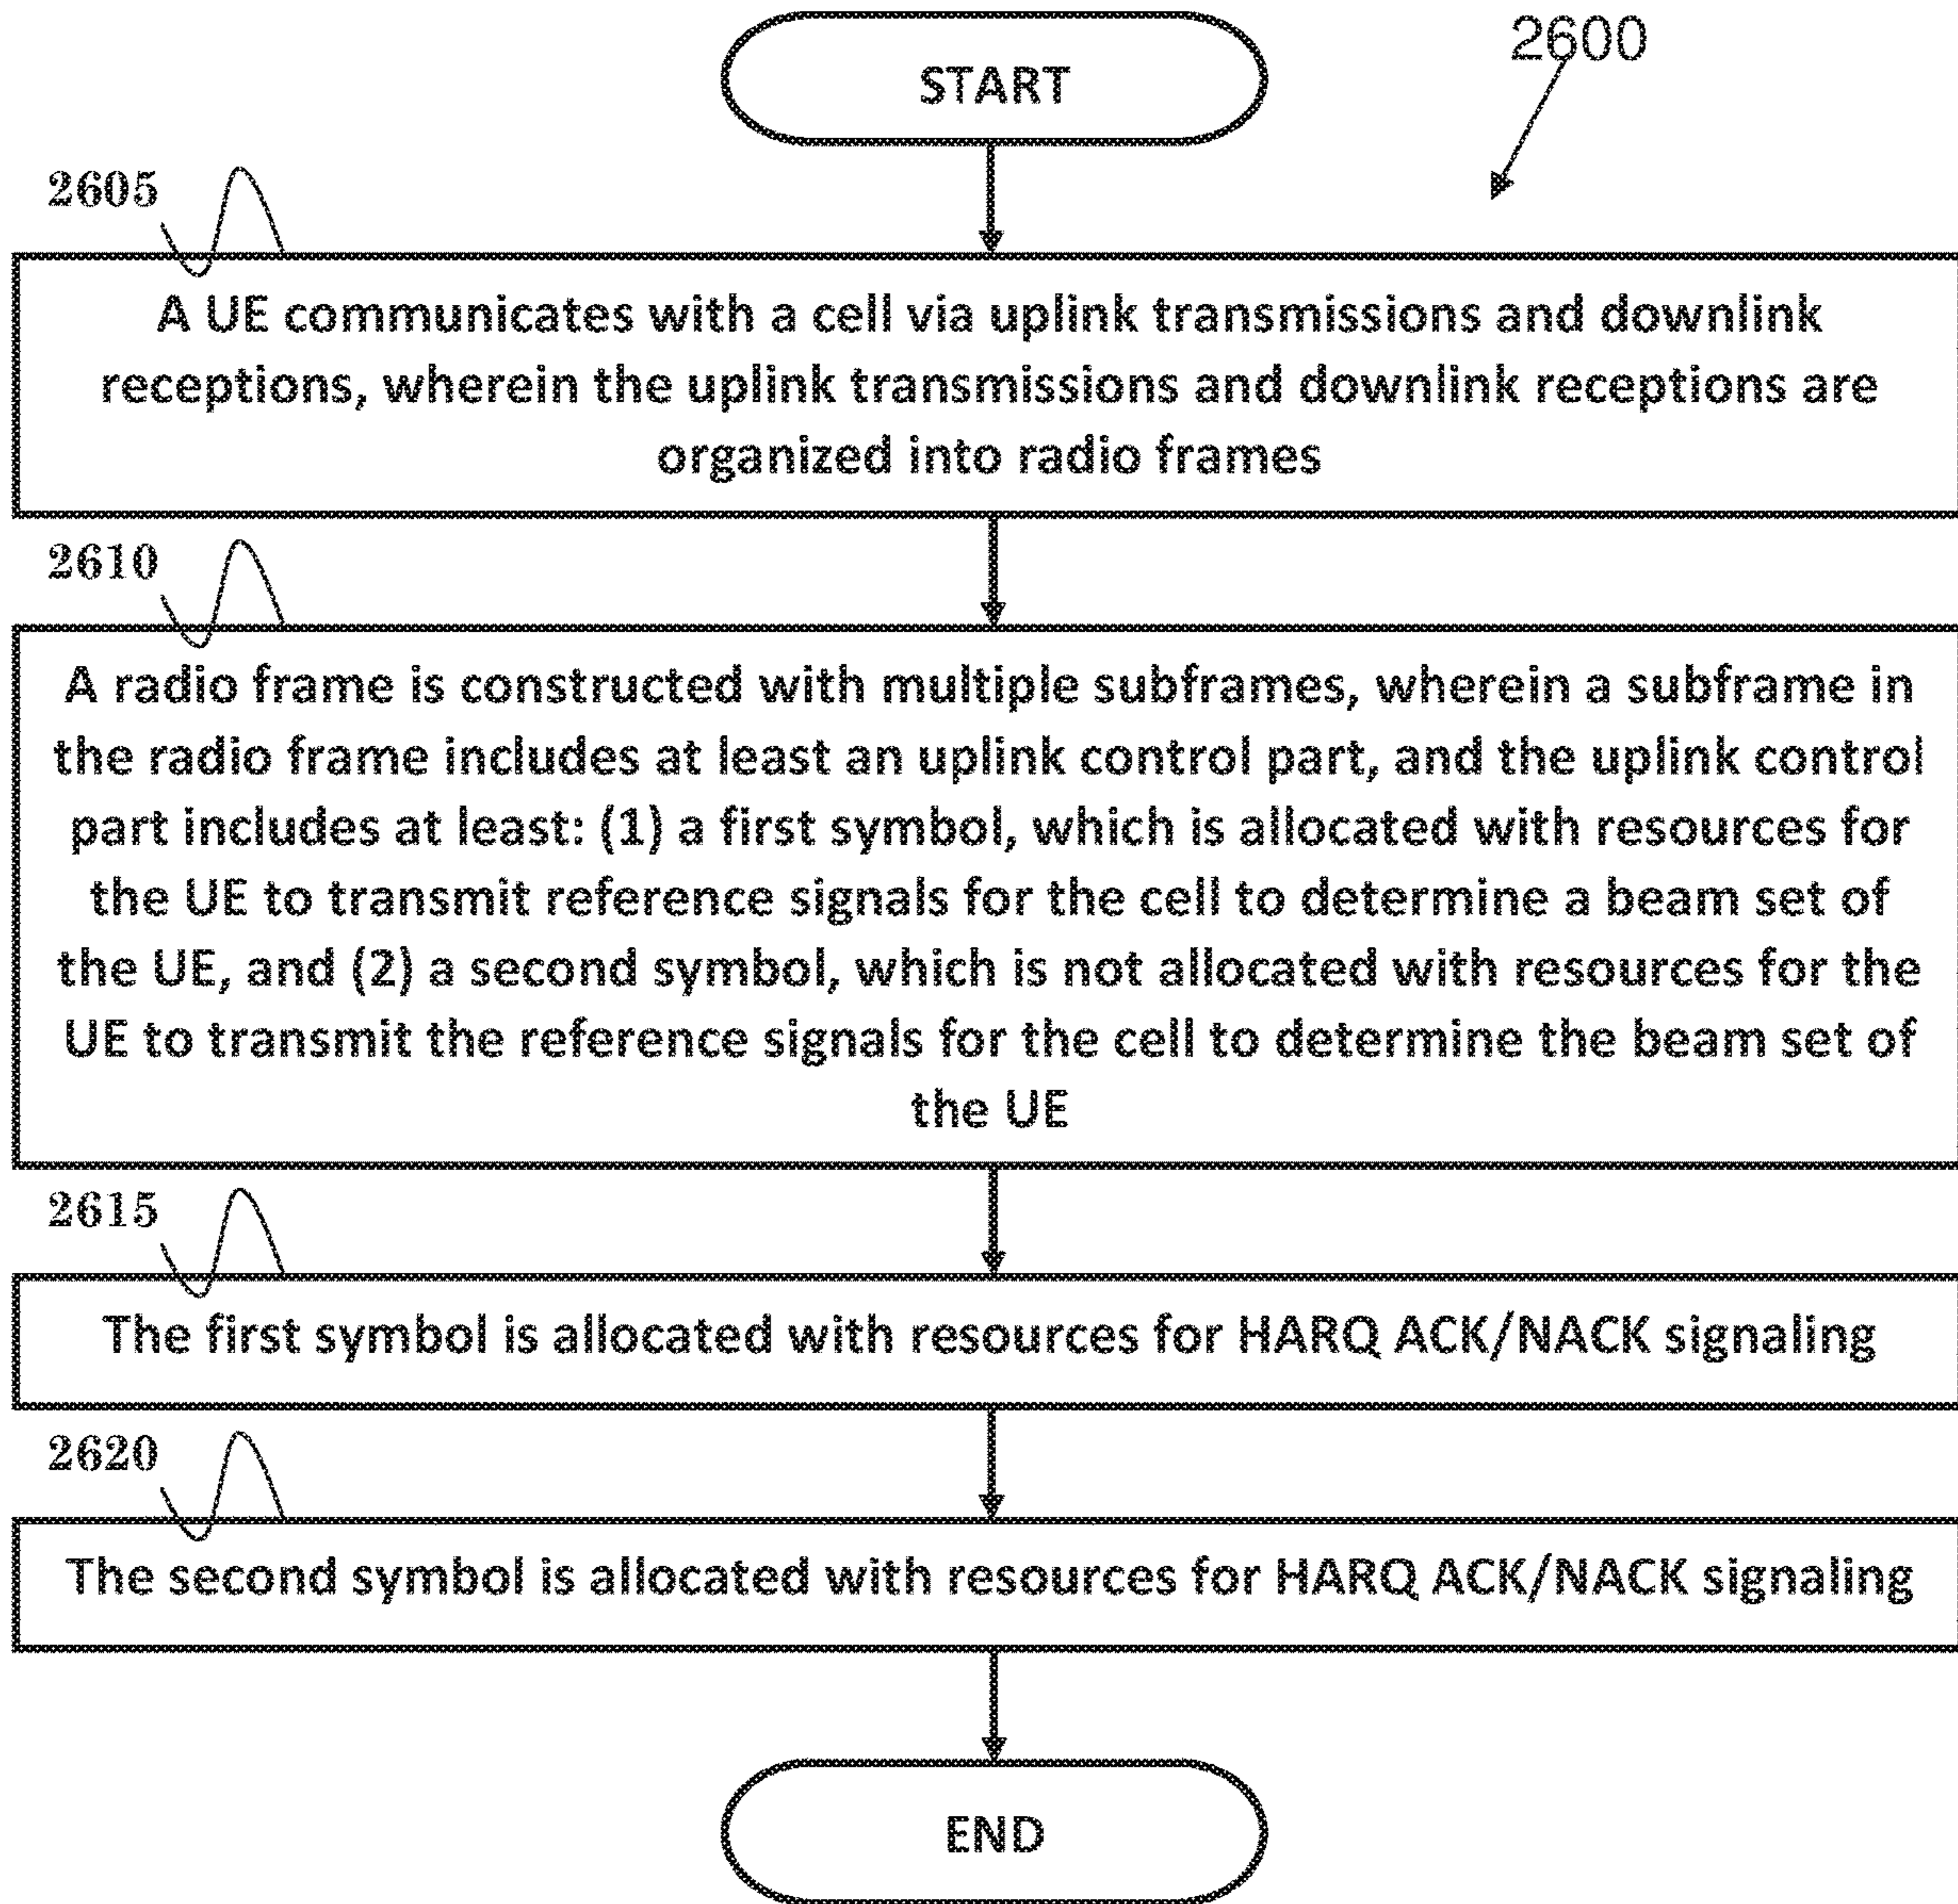 START
2600
2605
A UE communicates with a cell via uplink transmissions and downlink
receptions, wherein the uplink transmissions and downlink receptions are
organized into radio frames
2610
A radio frame is constructed with multiple subframes, wherein a subframe in
the radio frame includes at least an uplink control part, and the uplink control
part includes at least: (1) a first symbol, which is allocated with resources for
the UE to transmit reference signals for the cell to determine a beam set of
the UE, and (2) a second symbol, which is not allocated with resources for the
UE to transmit the reference signals for the cell to determine the beam set of
the UE
2615
The first symbol is allocated with resources for HARQ ACK/NACK signaling
2620
The second symbol is allocated with resources for HARQ ACK/NACK signaling
END